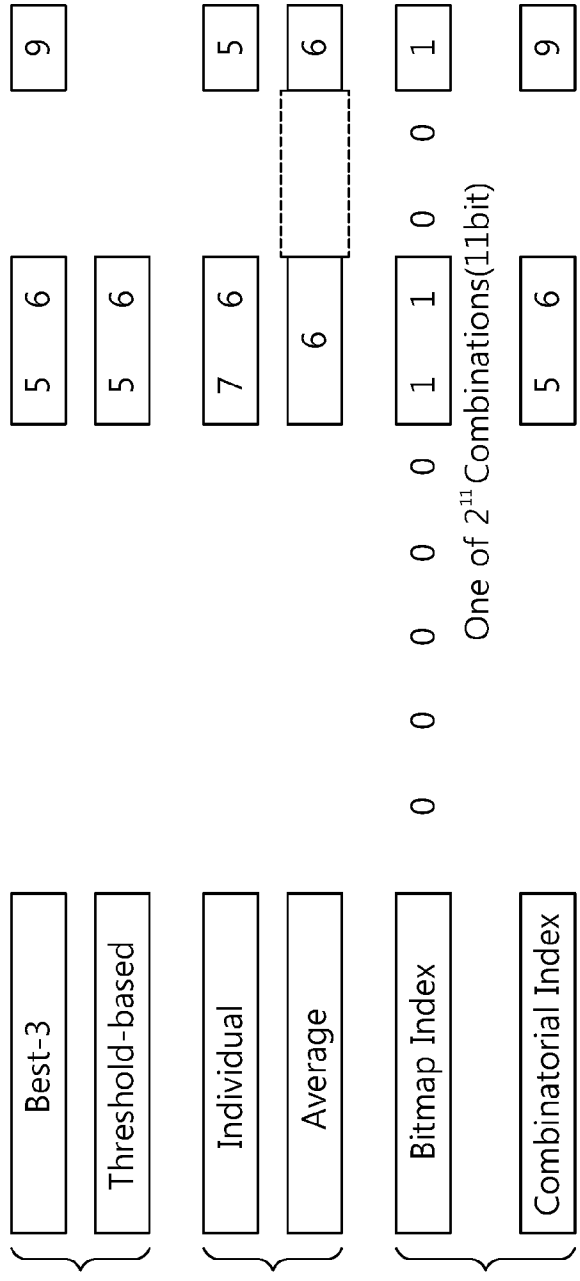 Best-3 5 6 9
Threshold-based 5 6
Individual 7 6 5
Average 6 6
Bitmap Index 0 0 0 0 0 1 1 0 0 1
One of 2¹¹ Combinations(11bit)
Combinatorial Index 5 6 9